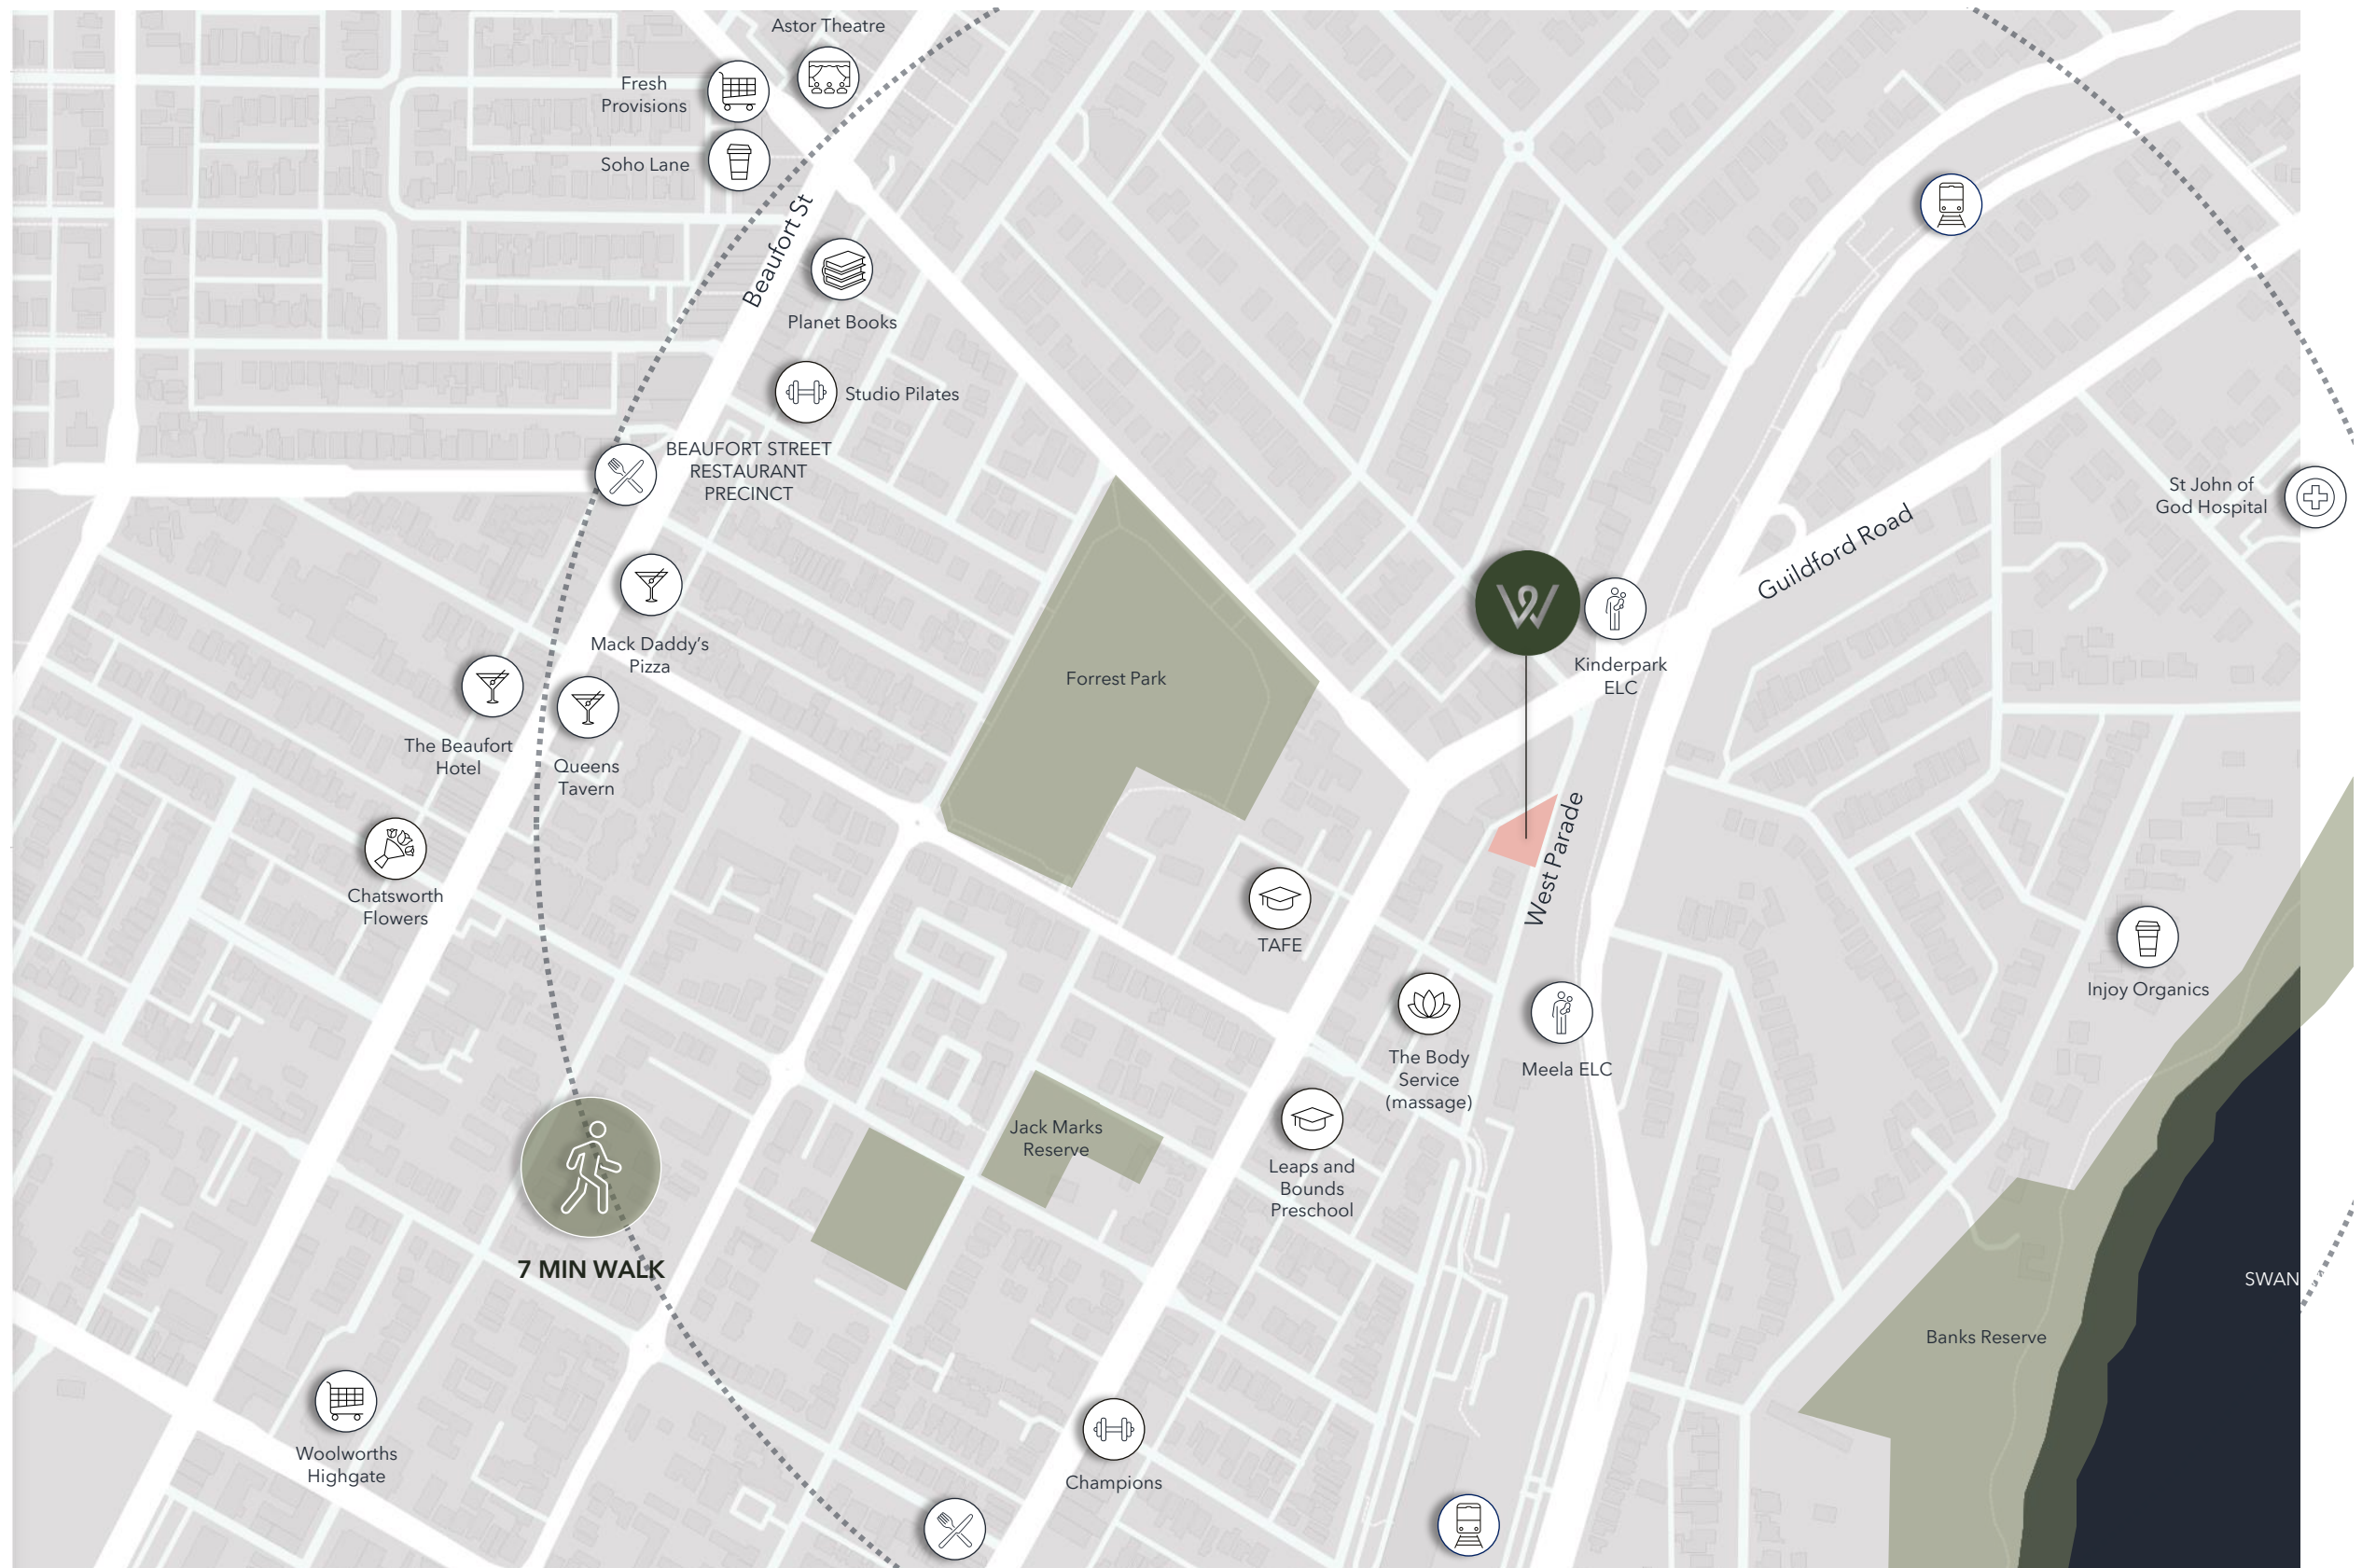 Astor Theatre
Fresh
Provisions
Soho Lane
Beaufort St
Planet Books
Studio Pilates
BEAUFORT STREET
RESTAURANT
PRECINCT
St John of
God Hospital
Guildford Road
Mack Daddy's
Pizza
W
Kinderpark
ELC
Forrest Park
The Beaufort
Hotel
Queens
Tavern
West Parade
Chatsworth
Flowers
TAFE
Injoy Organics
The Body
Service
(massage)
Meela ELC
Jack Marks
Reserve
Leaps and
Bounds
Preschool
7 MIN WALK
SWAN
Banks Reserve
Woolworths
Highgate
Champions